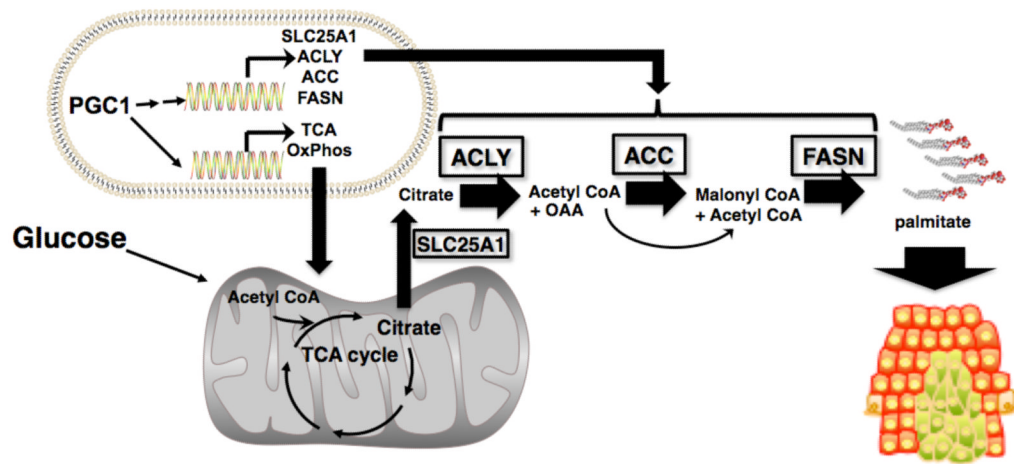 SLC25A1
ACLY
ACC
FASN
PGC1
TCA
OxPhos
ACLY
ACC
FASN
Citrate
Acetyl CoA
+ OAA
Malonyl CoA
+ Acetyl CoA
palmitate
SLC25A1
Glucose
Acetyl CoA
Citrate
TCA cycle